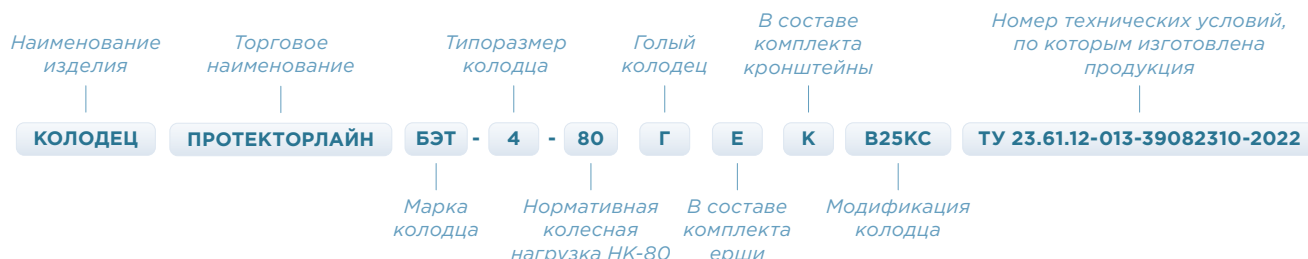 Наименование
изделия
Торговое
наименование
Типоразмер
колодца
Голый
колодец
В составе
комплекта
кронштейны
Номер технических условий,
по которым изготовлена
продукция
КОЛОДЕЦ ПРОТЕКТОРЛАЙН БЭТ - 4 - 80 Г Е К В25КС ТУ 23.61.12-013-39082310-2022
Марка
колодца
Нормативная
колесная
нагрузка НК-80
В составе
комплекта
ерши
Модификация
колодца